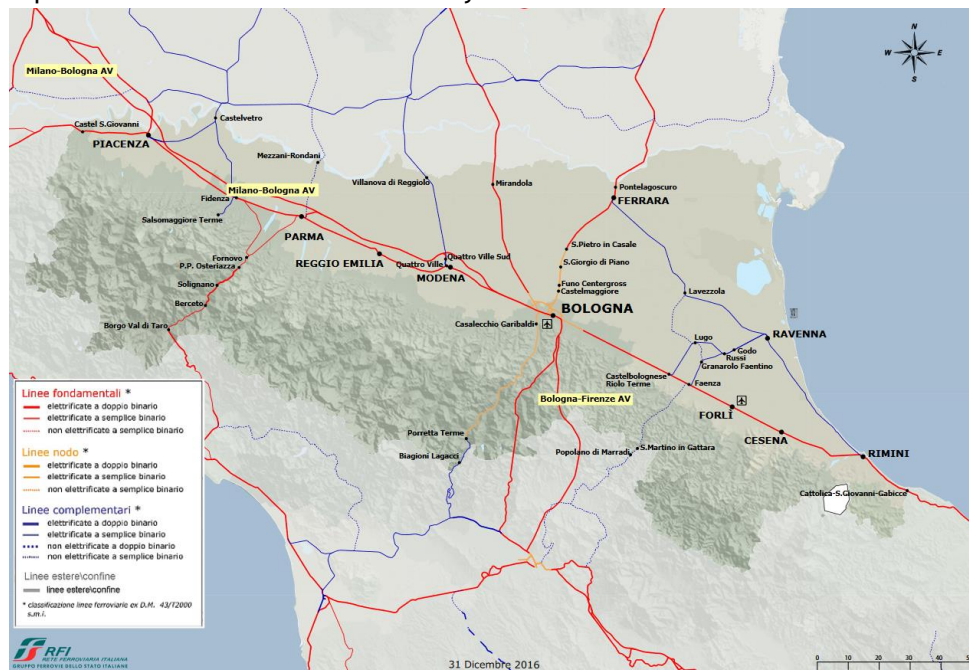 N
W
E
S
Milano-Bologna AV
Castel S.Giovanni
Castelvetro
PIACENZA
Mezzani-Rondani
Villanova di Reggiolo
Mirandola
Milano-Bologna AV
Fidenza
Pontelagoscuro
FERRARA
Salsomaggiore Terme
PARMA
S.Pietro in Casale
Fornovo
REGGIO EMILIA
Quattro Ville Sud
P.P. Osteriazza
Quattro Ville
S.Giorgio di Piano
MODENA
Solignano
Funo Centergross
Castelmaggiore
Lavezzola
Berceto
BOLOGNA
Borgo Val di Taro
Casalecchio Garibaldi
Lugo
RAVENNA
Godo
Russi
Granarolo Faentino
Castelbolognese
Riolo Terme
Faenza
Bologna-Firenze AV
FORLÌ
CESENA
Porretta Terme
Popolano di Marradi
S.Martino in Gattara
Biagioni Lagacci
RIMINI
Cattolica-S.Giovanni-Gabicce
Linee fondamentali *
elettrificate a doppio binario
elettrificate a semplice binario
non elettrificate a semplice binario
Linee nodo *
elettrificate a doppio binario
elettrificate a semplice binario
non elettrificate a semplice binario
Linee complementari *
elettrificate a doppio binario
elettrificate a semplice binario
non elettrificate a doppio binario
non elettrificate a semplice binario
Linee estere\confine
linee estere\confine
* classificazione linee ferroviarie ex D.M. 43/T2000
s.m.i.
RFI
RETE FERROVIARIA ITALIANA
GRUPPO FERROVIE DELLO STATO ITALIANE
31 Dicembre 2016
0 10 20 30 40